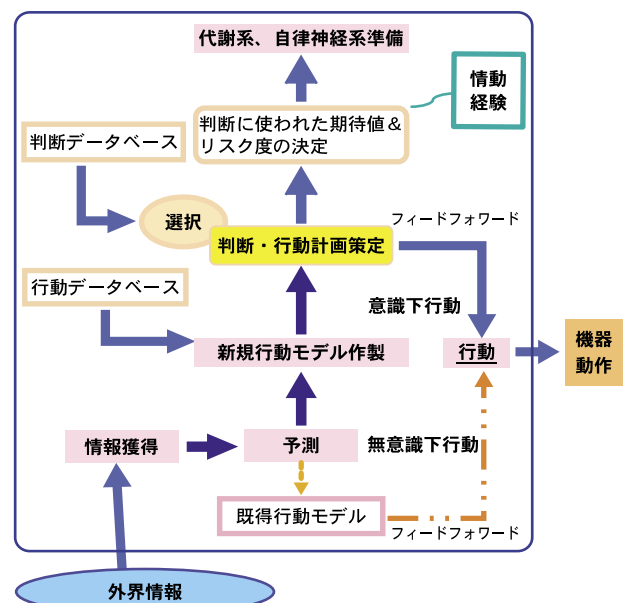 代謝系、自律神経系準備
情動
経験
判断に使われた期待値＆
リスク度の決定
判断データベース
選択
フィードフォワード
判断・行動計画策定
行動データベース
意識下行動
新規行動モデル作製
行動
機器
動作
情報獲得
予測
無意識下行動
既得行動モデル
フィードフォワード
外界情報